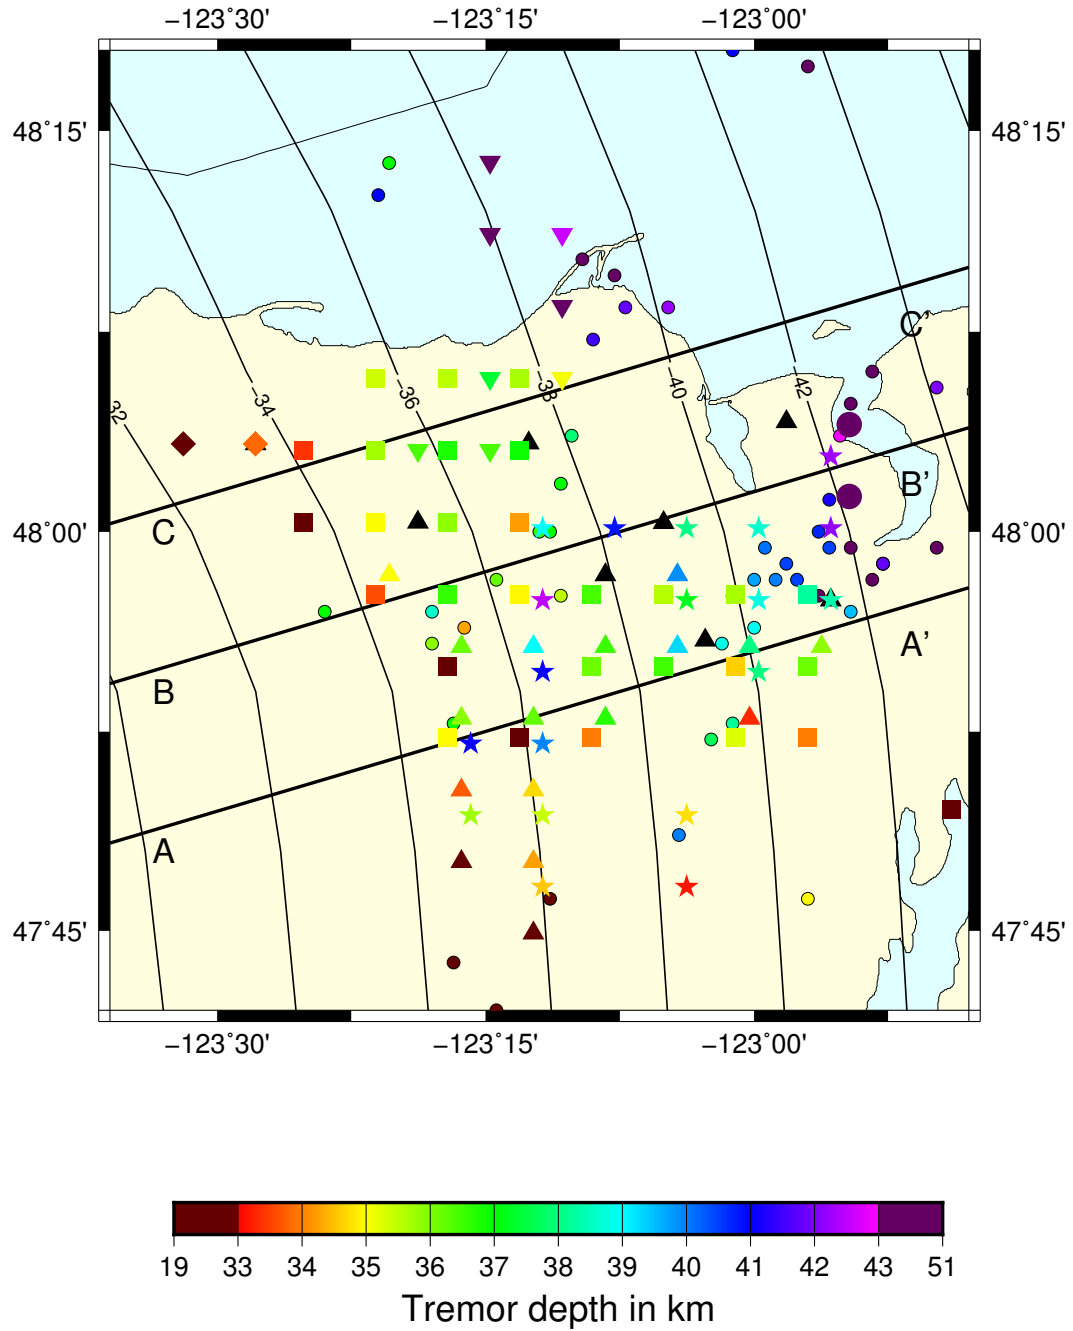 −123˚30' −123˚15' −123˚00'
48˚15' 48˚15'
C'
−32 −34 −36 −38 −40 −42
B'
C
48˚00' 48˚00'
A'
B
A
47˚45' 47˚45'
−123˚30' −123˚15' −123˚00'
19 33 34 35 36 37 38 39 40 41 42 43 51
Tremor depth in km